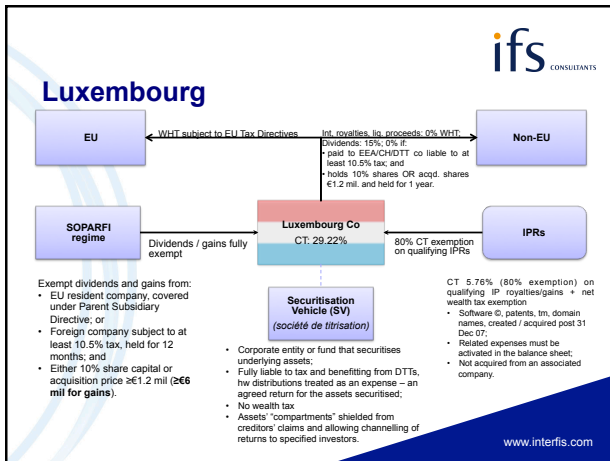 ifs CONSULTANTS
Luxembourg
EU
WHT subject to EU Tax Directives
Int, royalties, liq. proceeds: 0% WHT;
Dividends: 15%; 0% if:
• paid to EEA/CH/DTT co liable to at
least 10.5% tax; and
• holds 10% shares OR acqd. shares
€1.2 mil. and held for 1 year.
Non-EU
SOPARFI
regime
Dividends / gains fully
exempt
Luxembourg Co
CT: 29.22%
80% CT exemption
on qualifying IPRs
IPRs
Exempt dividends and gains from:
• EU resident company, covered
under Parent Subsidiary
Directive; or
• Foreign company subject to at
least 10.5% tax, held for 12
months; and
• Either 10% share capital or
acquisition price ≥€1.2 mil (≥€6
mil for gains).
Securitisation
Vehicle (SV)
(société de titrisation)
• Corporate entity or fund that securitises
underlying assets;
• Fully liable to tax and benefitting from DTTs,
hw distributions treated as an expense – an
agreed return for the assets securitised;
• No wealth tax
• Assets' "compartments" shielded from
creditors' claims and allowing channelling of
returns to specified investors.
CT 5.76% (80% exemption) on
qualifying IP royalties/gains + net
wealth tax exemption
• Software ©, patents, tm, domain
names, created / acquired post 31
Dec 07;
• Related expenses must be
activated in the balance sheet;
• Not acquired from an associated
company.
www.interfis.com